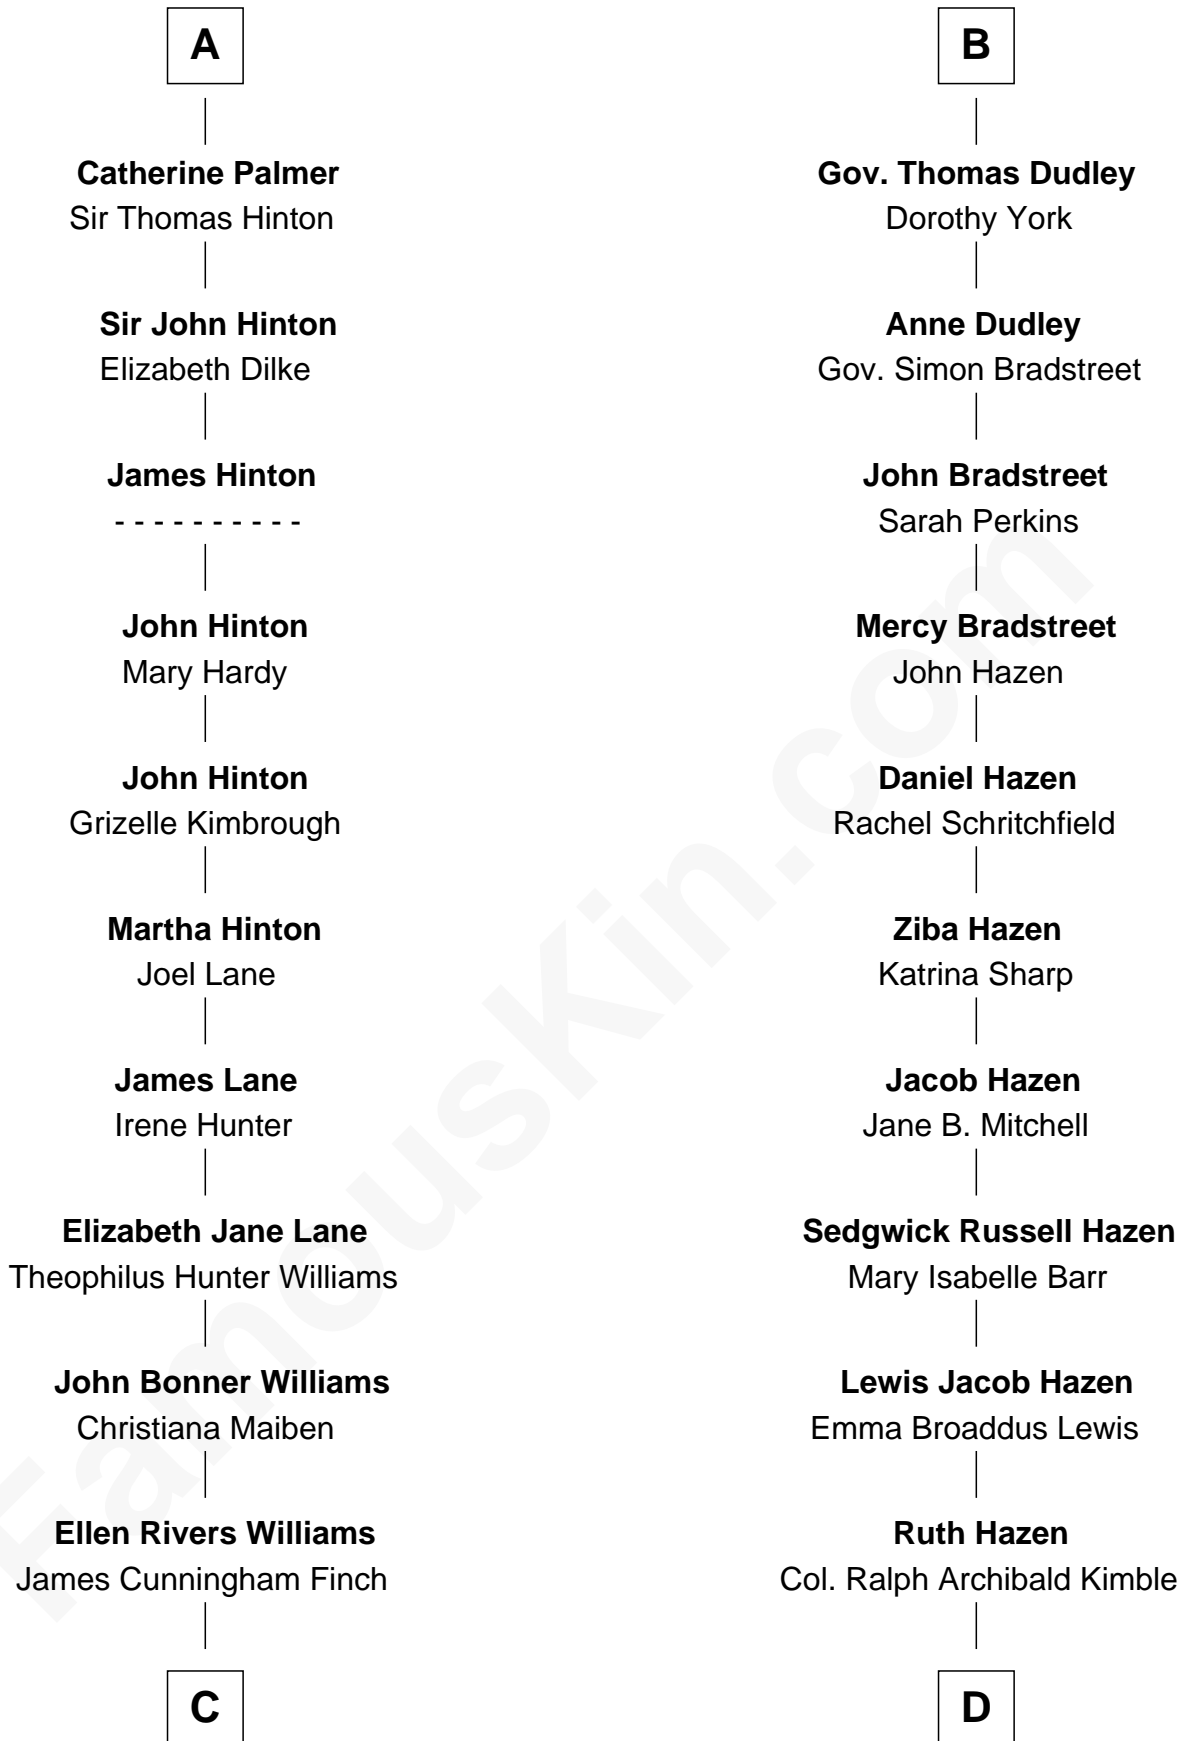 A
Catherine Palmer
Sir Thomas Hinton
Sir John Hinton
Elizabeth Dilke
James Hinton
- - - - - - - - - -
John Hinton
Mary Hardy
John Hinton
Grizelle Kimbrough
Martha Hinton
Joel Lane
James Lane
Irene Hunter
Elizabeth Jane Lane
Theophilus Hunter Williams
John Bonner Williams
Christiana Maiben
Ellen Rivers Williams
James Cunningham Finch
C
B
Gov. Thomas Dudley
Dorothy York
Anne Dudley
Gov. Simon Bradstreet
John Bradstreet
Sarah Perkins
Mercy Bradstreet
John Hazen
Daniel Hazen
Rachel Schritchfield
Ziba Hazen
Katrina Sharp
Jacob Hazen
Jane B. Mitchell
Sedgwick Russell Hazen
Mary Isabelle Barr
Lewis Jacob Hazen
Emma Broaddus Lewis
Ruth Hazen
Col. Ralph Archibald Kimble
D
FamousKin.com